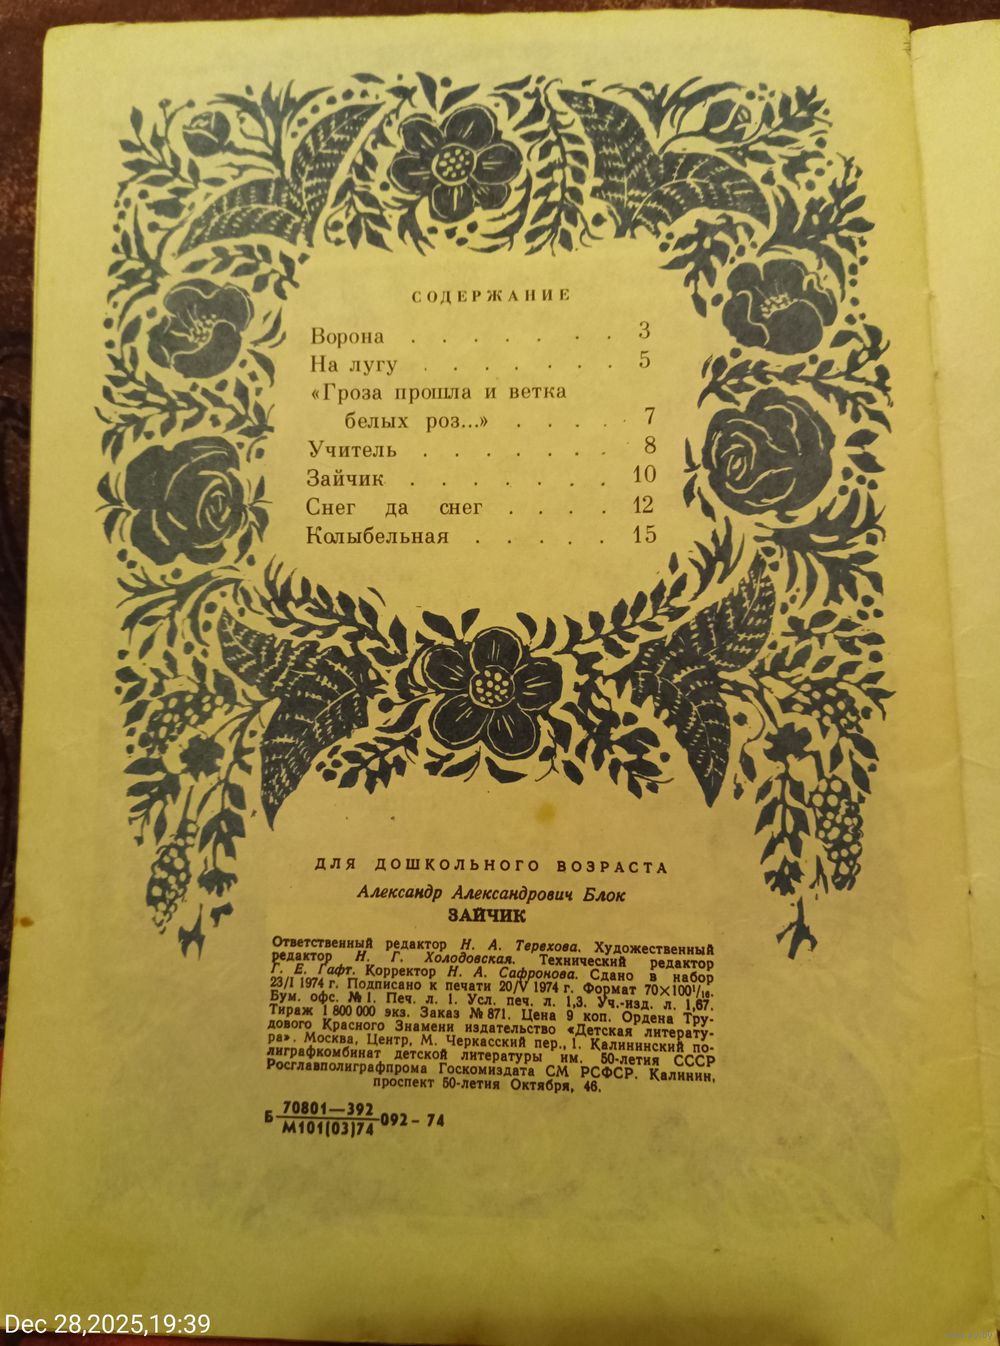 СОДЕРЖАНИЕ
Ворона . . . . . . . 3
На лугу . . . . . . . 5
«Гроза прошла и ветка
белых роз...» . . . . 7
Учитель . . . . . . . 8
Зайчик . . . . . . . 10
Снег да снег . . . . 12
Колыбельная . . . . . 15
ДЛЯ ДОШКОЛЬНОГО ВОЗРАСТА
Александр Александрович Блок
ЗАЙЧИК
Ответственный редактор Н. А. Терехова. Художественный
редактор Н. Г. Холодовская. Технический редактор
Г. Е. Гафт. Корректор Н. А. Сафронова. Сдано в набор
23/I 1974 г. Подписано к печати 20/V 1974 г. Формат 70×100¹/₁₆.
Бум. офс. № 1. Печ. л. 1. Усл. печ. л. 1,3. Уч.-изд. л. 1,67.
Тираж 1 800 000 экз. Заказ № 871. Цена 9 коп. Ордена Тру-
дового Красного Знамени издательство «Детская литерату-
ра». Москва, Центр, М. Черкасский пер., 1. Калининский по-
лиграфкомбинат детской литературы им. 50-летия СССР
Росглавполиграфпрома Госкомиздата СМ РСФСР. Калинин,
проспект 50-летия Октября, 46.
Б 70801—392
М101(03)74 092-74
Dec 28,2025,19:39